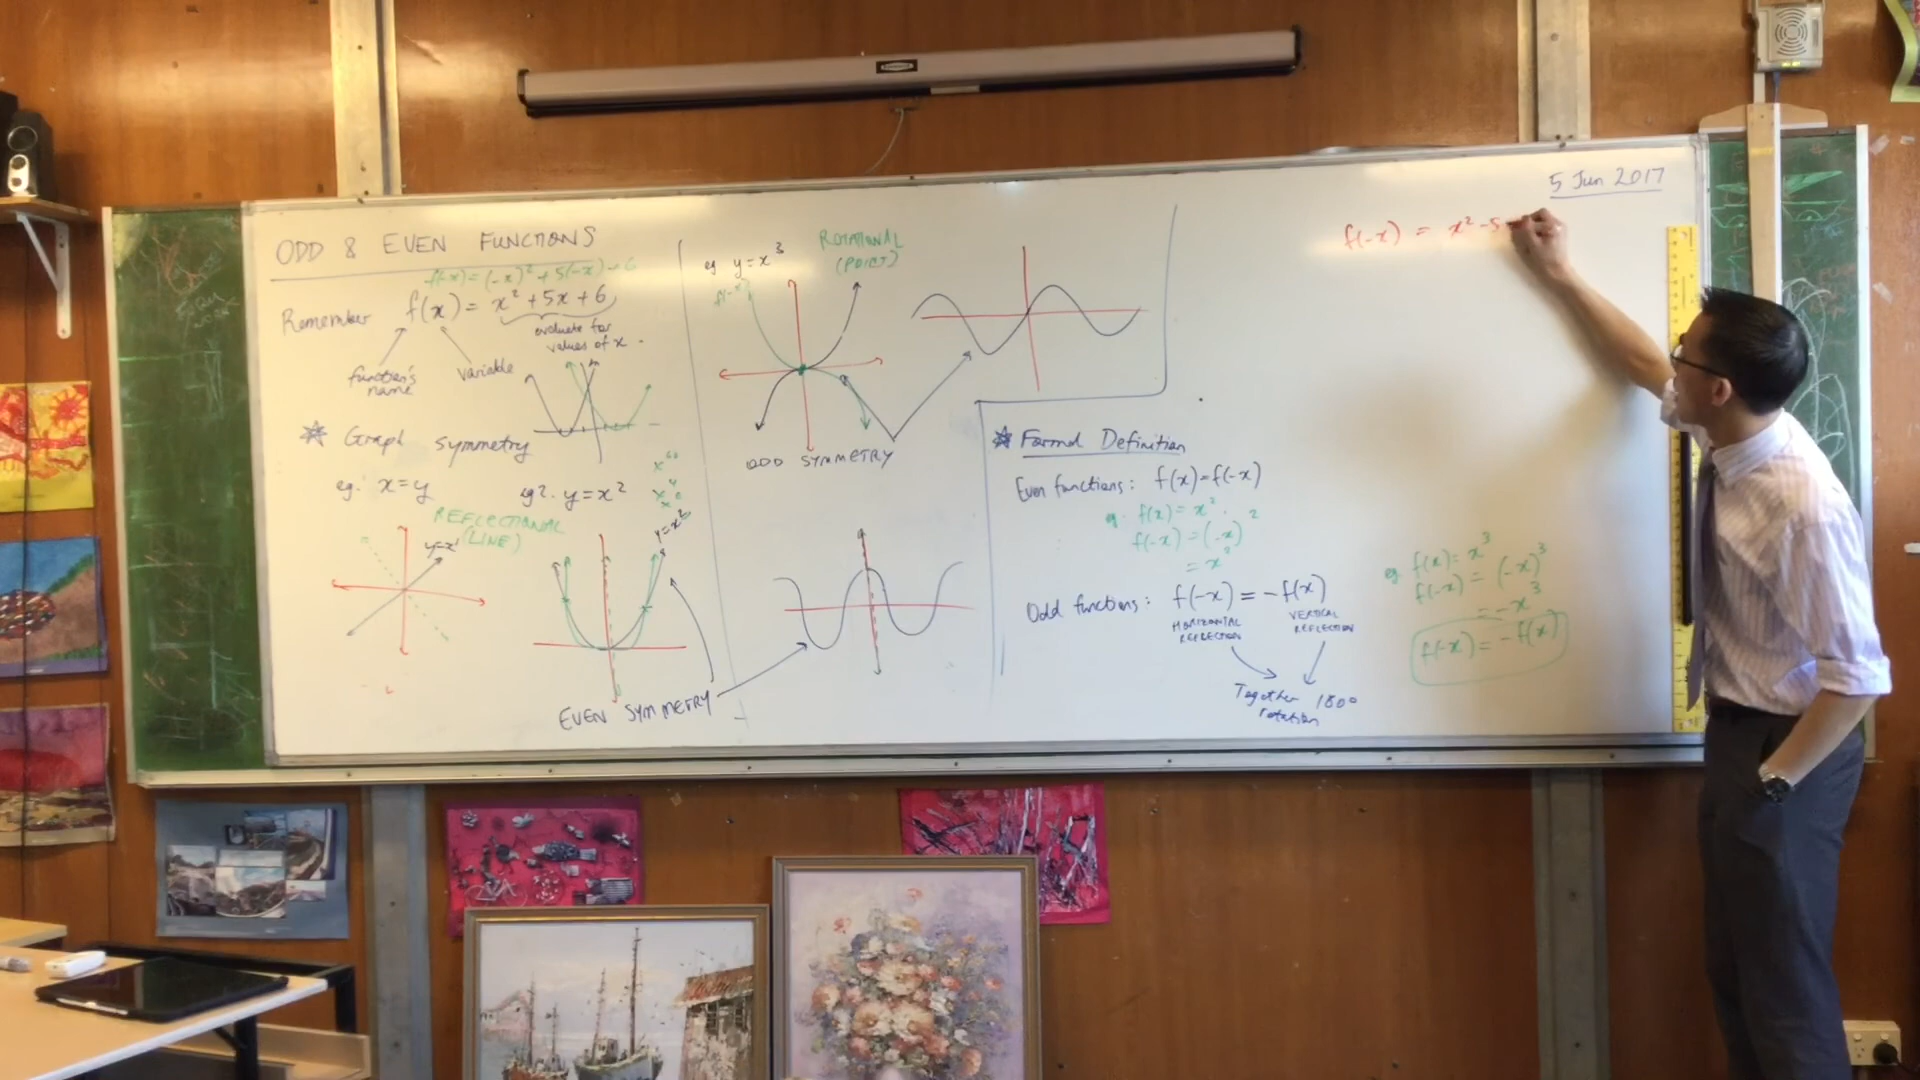 5 Jun 2017
ODD & EVEN FUNCTIONS
f(-x) = (-x)² + 5(-x) + 6
Remember f(x) = x² + 5x + 6
evaluate for
values of x.
function's
name
variable
Graph symmetry
eg. x=y
eg2. y=x²
REFLECTIONAL
(LINE)
y=x
y=x²
EVEN SYMMETRY
eg y=x³
ROTATIONAL
(POINT)
ODD SYMMETRY
Formal Definition
Even functions: f(x)=f(-x)
eg. f(x) = x².
f(-x) = (-x)²
= x²
Odd functions: f(-x) = -f(x)
HORIZONTAL
REFLECTION
VERTICAL
REFLECTION
Together 180°
rotation
eg. f(x) = x³
f(-x) = (-x)³
= -x³
f(-x) = -f(x)
f(-x) = x² - 5